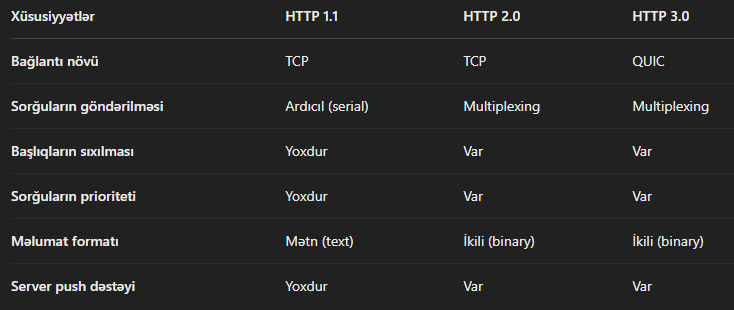 Xüsusiyyətlər HTTP 1.1 HTTP 2.0 HTTP 3.0
Bağlantı növü TCP TCP QUIC
Sorğuların göndərilməsi Ardıcıl (serial) Multiplexing Multiplexing
Başlıqların sıxılması Yoxdur Var Var
Sorğuların prioriteti Yoxdur Var Var
Məlumat formatı Mətn (text) İkili (binary) İkili (binary)
Server push dəstəyi Yoxdur Var Var